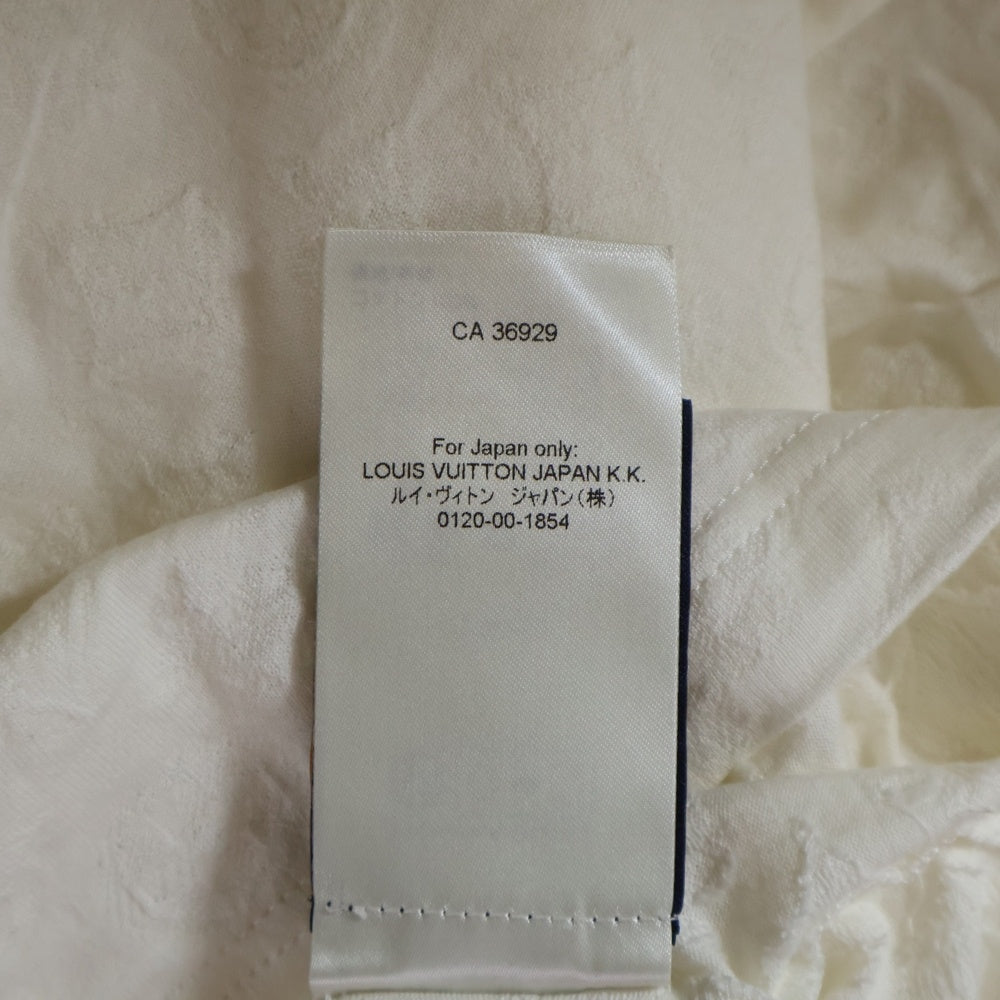 CA 36929
For Japan only:
LOUIS VUITTON JAPAN K.K.
ルイ・ヴィトン ジャパン(株)
0120-00-1854